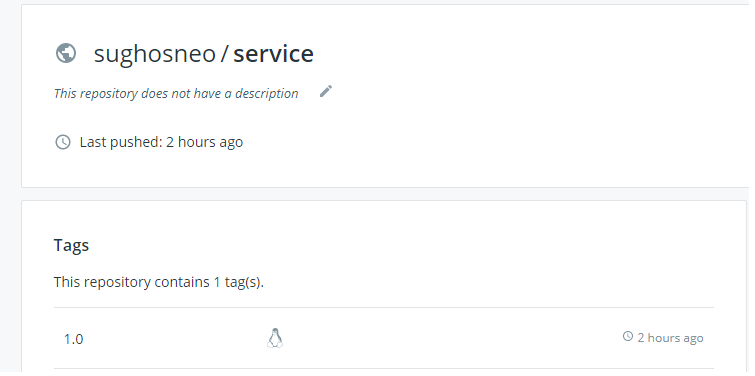 sughosneo / service
This repository does not have a description
Last pushed: 2 hours ago
Tags
This repository contains 1 tag(s).
1.0 2 hours ago